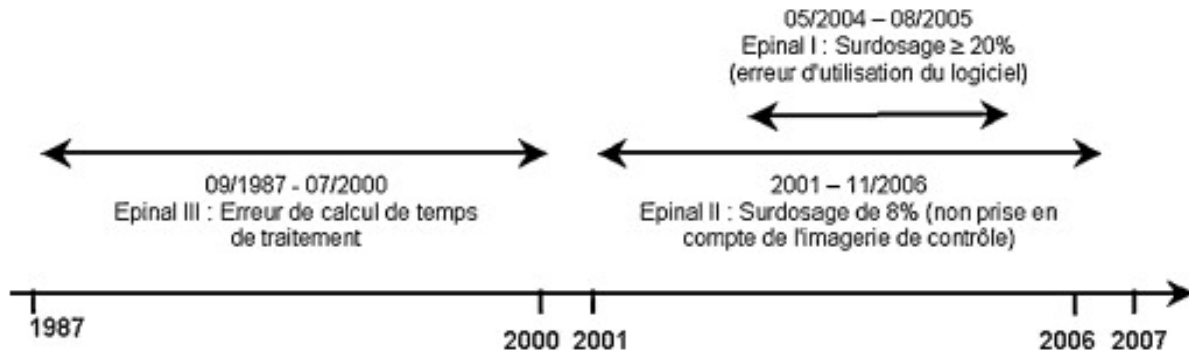 05/2004 – 08/2005
Epinal I : Surdosage ≥ 20%
(erreur d'utilisation du logiciel)
09/1987 - 07/2000
Epinal III : Erreur de calcul de temps
de traitement
2001 – 11/2006
Epinal II : Surdosage de 8% (non prise en
compte de l'imagerie de contrôle)
1987
2000
2001
2006
2007